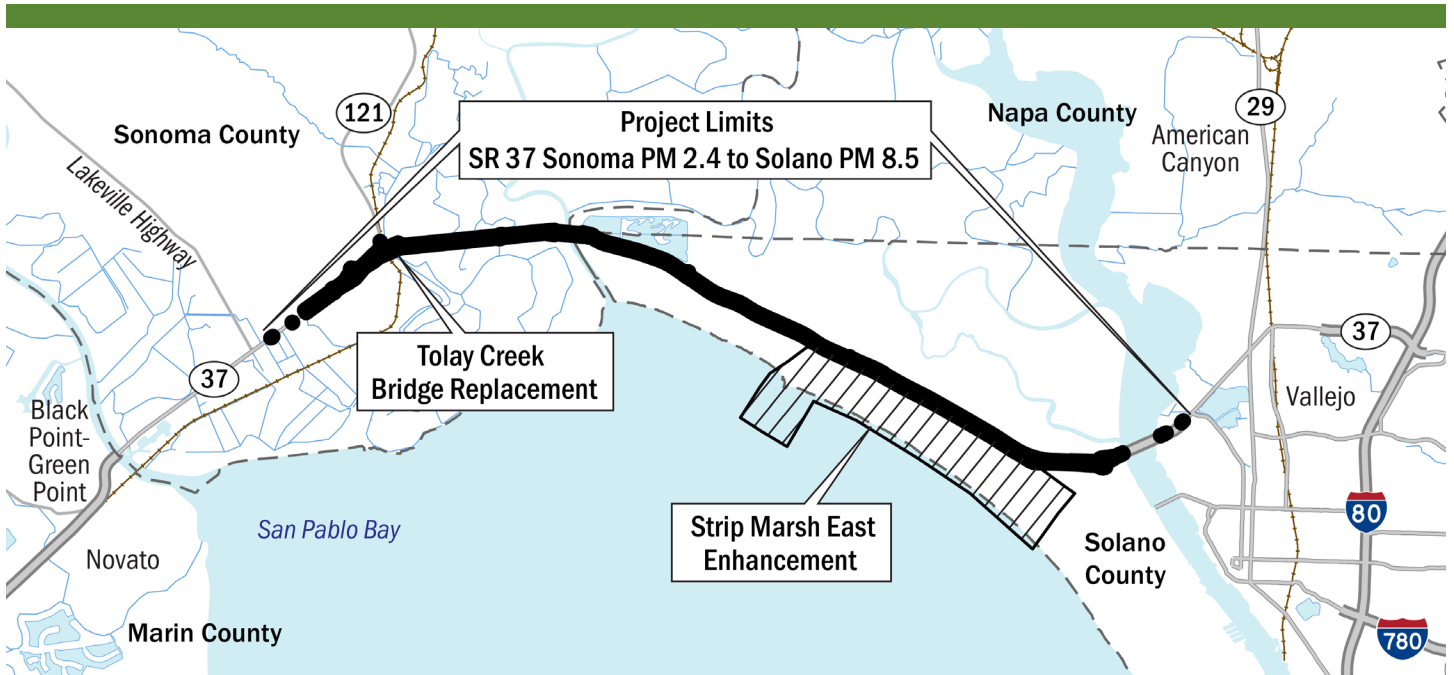 Sonoma County
121
Project Limits
SR 37 Sonoma PM 2.4 to Solano PM 8.5
Napa County
29
American
Canyon
Lakeville Highway
37
Tolay Creek
Bridge Replacement
37
Vallejo
Black
Point-
Green
Point
San Pablo Bay
Strip Marsh East
Enhancement
80
Novato
Solano
County
Marin County
780